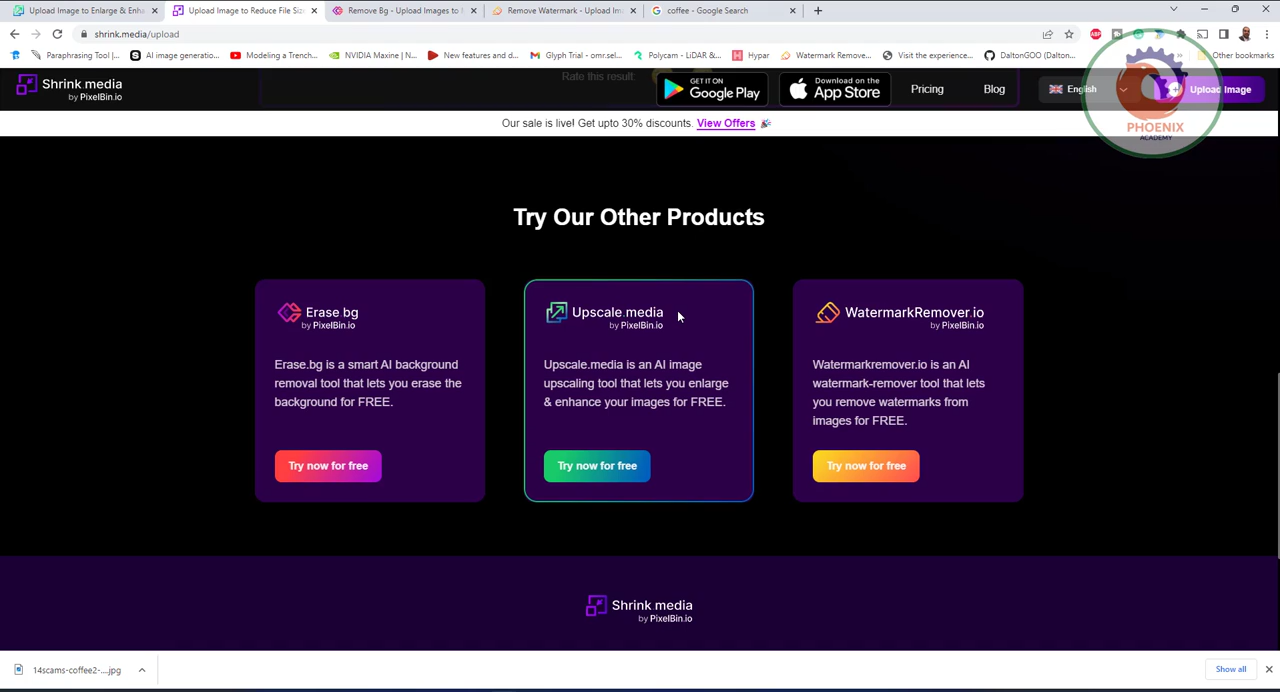 Upload Image to Enlarge & Enha
Upload Image to Reduce File Siz
Remove Bg - Upload Images to
Remove Watermark - Upload Im
coffee - Google Search
shrink.media/upload
Paraphrasing Tool |...
AI image generatio...
Modeling a Trench...
NVIDIA Maxine | N...
New features and d...
Glyph Trial - omr.sel...
Polycam - LiDAR &...
Hypar
Watermark Remove...
Visit the experience...
DaltonGOO (Dalton...
Other bookmarks
Shrink media
by PixelBin.io
Rate this result:
GET IT ON
Google Play
Download on the
App Store
Pricing
Blog
English
Upload Image
PHOENIX
ACADEMY
Our sale is live! Get upto 30% discounts. View Offers
Try Our Other Products
Erase bg
by PixelBin.io
Erase.bg is a smart AI background
removal tool that lets you erase the
background for FREE.
Try now for free
Upscale media
by PixelBin.io
Upscale.media is an AI image
upscaling tool that lets you enlarge
& enhance your images for FREE.
Try now for free
WatermarkRemover.io
by PixelBin.io
Watermarkremover.io is an AI
watermark-remover tool that lets
you remove watermarks from
images for FREE.
Try now for free
Shrink media
by PixelBin.io
14scams-coffee2-....jpg
Show all